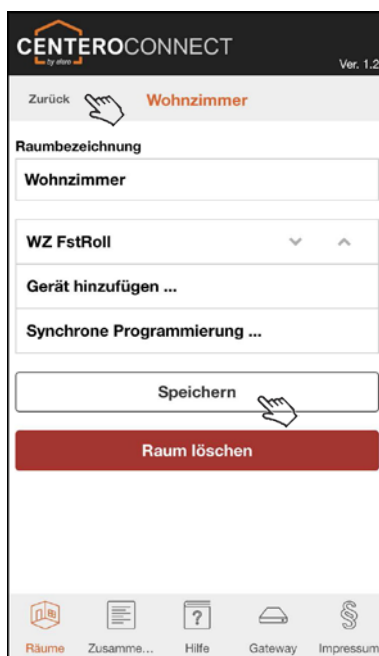 CENTEROCONNECT
by elero
Ver. 1.2
Zurück
Wohnzimmer
Raumbezeichnung
Wohnzimmer
WZ FstRoll
Gerät hinzufügen ...
Synchrone Programmierung ...
Speichern
Raum löschen
?
§
Räume
Zusamme...
Hilfe
Gateway
Impressum